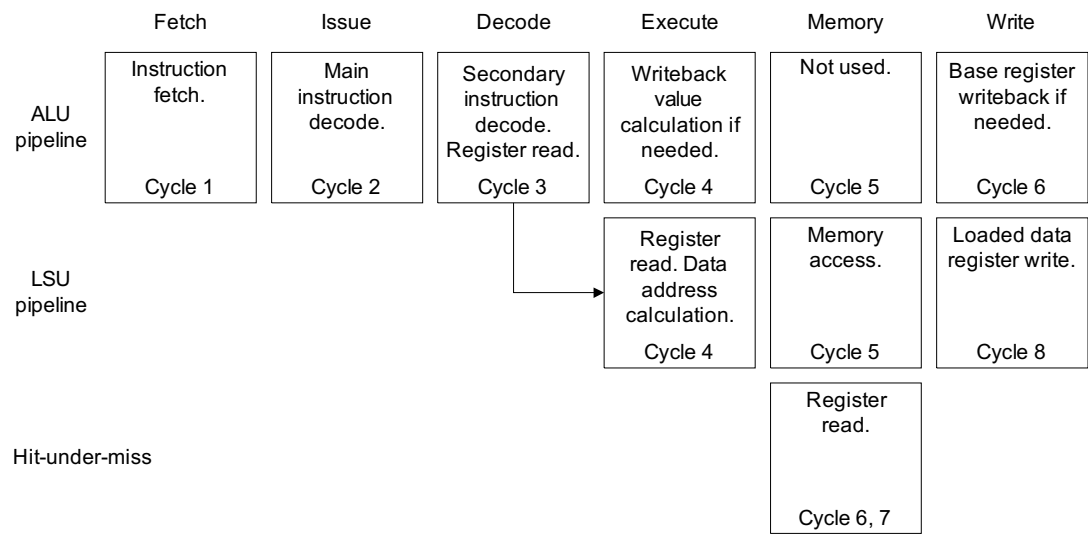 Fetch
Issue
Decode
Execute
Memory
Write
ALU
pipeline
Instruction
fetch.
Cycle 1
Main
instruction
decode.
Cycle 2
Secondary
instruction
decode.
Register read.
Cycle 3
Writeback
value
calculation if
needed.
Cycle 4
Not used.
Cycle 5
Base register
writeback if
needed.
Cycle 6
LSU
pipeline
Register
read. Data
address
calculation.
Cycle 4
Memory
access.
Cycle 5
Loaded data
register write.
Cycle 8
Hit-under-miss
Register
read.
Cycle 6, 7